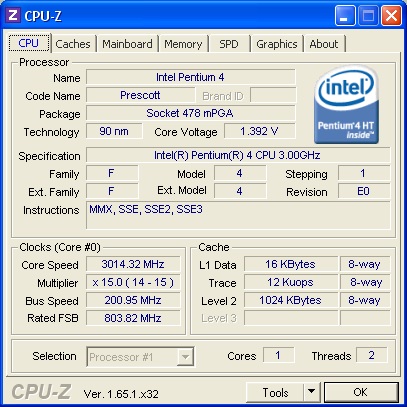 CPU-Z
CPU Caches Mainboard Memory SPD Graphics About
Processor
Name Intel Pentium 4
Code Name Prescott Brand ID
Package Socket 478 mPGA
Technology 90 nm Core Voltage 1.392 V
intel
Pentium 4 HT
inside™
Specification Intel(R) Pentium(R) 4 CPU 3.00GHz
Family F Model 4 Stepping 1
Ext. Family F Ext. Model 4 Revision E0
Instructions MMX, SSE, SSE2, SSE3
Clocks (Core #0) Cache
Core Speed 3014.32 MHz L1 Data 16 KBytes 8-way
Multiplier x 15.0 ( 14 - 15 ) Trace 12 Kuops 8-way
Bus Speed 200.95 MHz Level 2 1024 KBytes 8-way
Rated FSB 803.82 MHz Level 3
Selection Processor #1 Cores 1 Threads 2
CPU-Z Ver. 1.65.1.x32 Tools OK